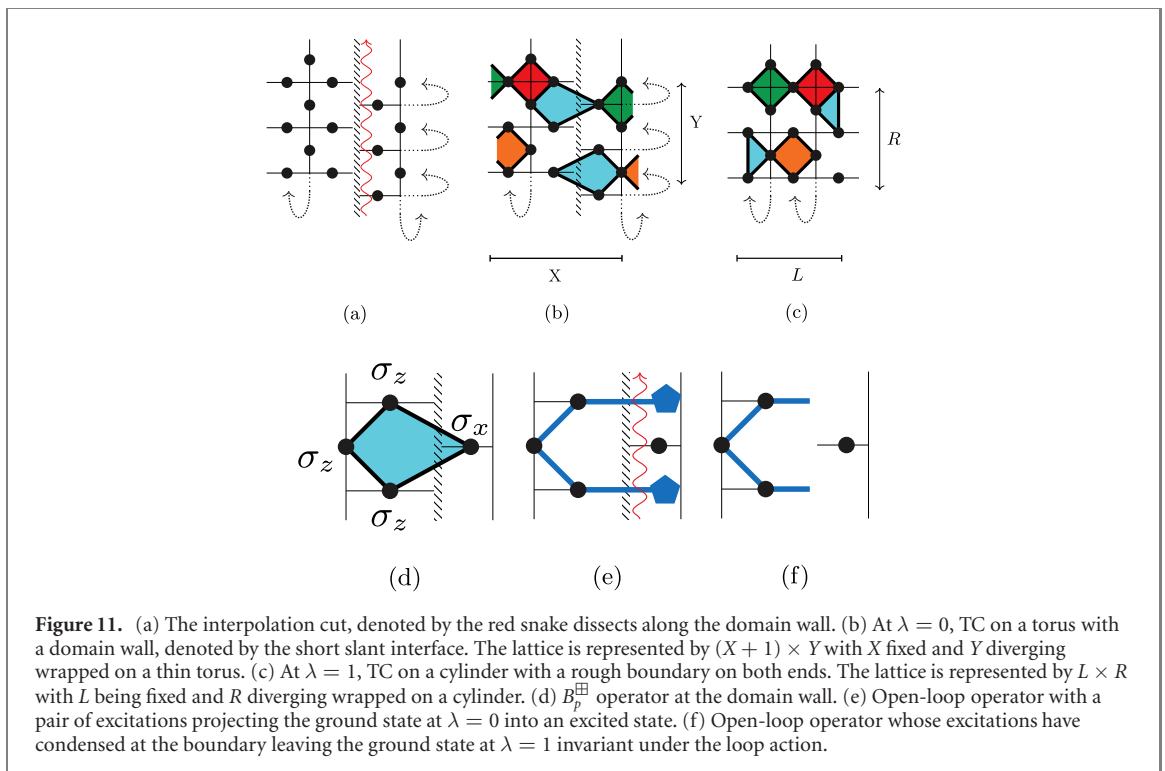 Y
R
X
L
(a)
(b)
(c)
σz
σz
σx
σz
(d)
(e)
(f)
Figure 11. (a) The interpolation cut, denoted by the red snake dissects along the domain wall. (b) At λ = 0, TC on a torus with
a domain wall, denoted by the short slant interface. The lattice is represented by (X + 1) × Y with X fixed and Y diverging
wrapped on a thin torus. (c) At λ = 1, TC on a cylinder with a rough boundary on both ends. The lattice is represented by L × R
with L being fixed and R diverging wrapped on a cylinder. (d) B_p^⊞ operator at the domain wall. (e) Open-loop operator with a
pair of excitations projecting the ground state at λ = 0 into an excited state. (f) Open-loop operator whose excitations have
condensed at the boundary leaving the ground state at λ = 1 invariant under the loop action.